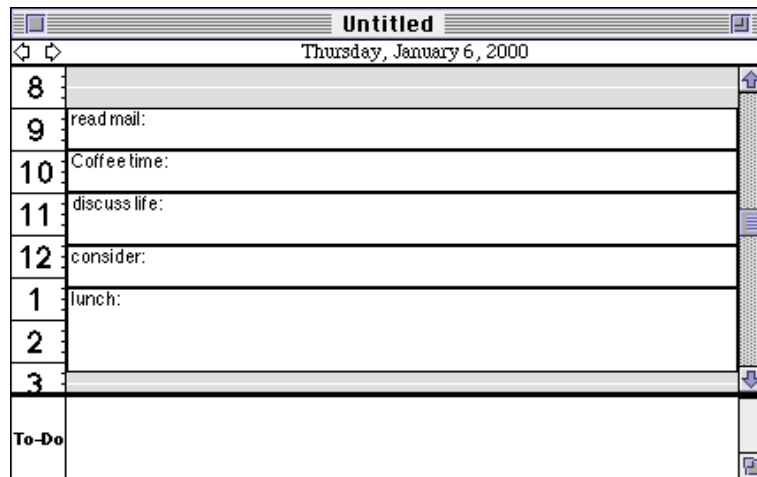 Untitled
Thursday, January 6, 2000
8
9 read mail:
10 Coffee time:
11 discuss life:
12 consider:
1 lunch:
2
3
To-Do